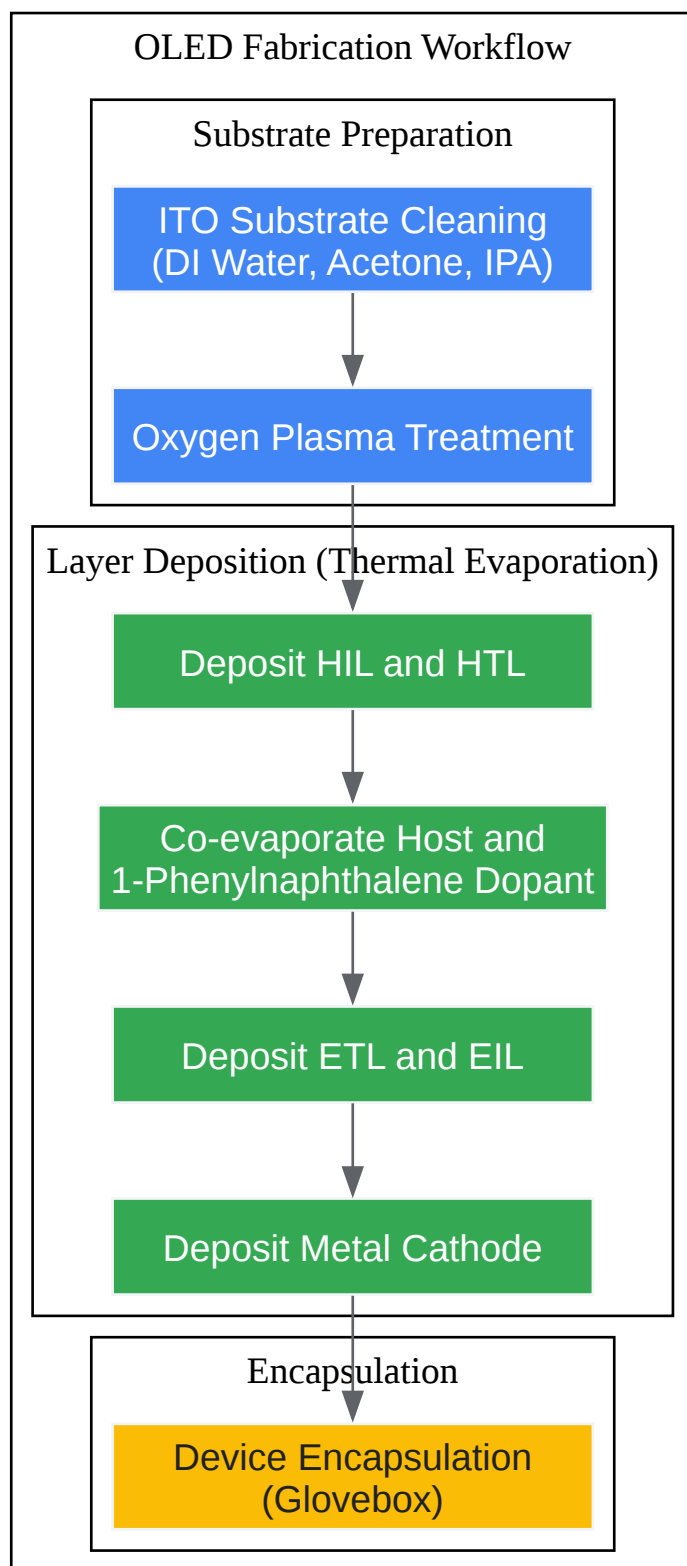 OLED Fabrication Workflow
Substrate Preparation
ITO Substrate Cleaning
(DI Water, Acetone, IPA)
Oxygen Plasma Treatment
Layer Deposition (Thermal Evaporation)
Deposit HIL and HTL
Co-evaporate Host and
1-Phenylnaphthalene Dopant
Deposit ETL and EIL
Deposit Metal Cathode
Encapsulation
Device Encapsulation
(Glovebox)